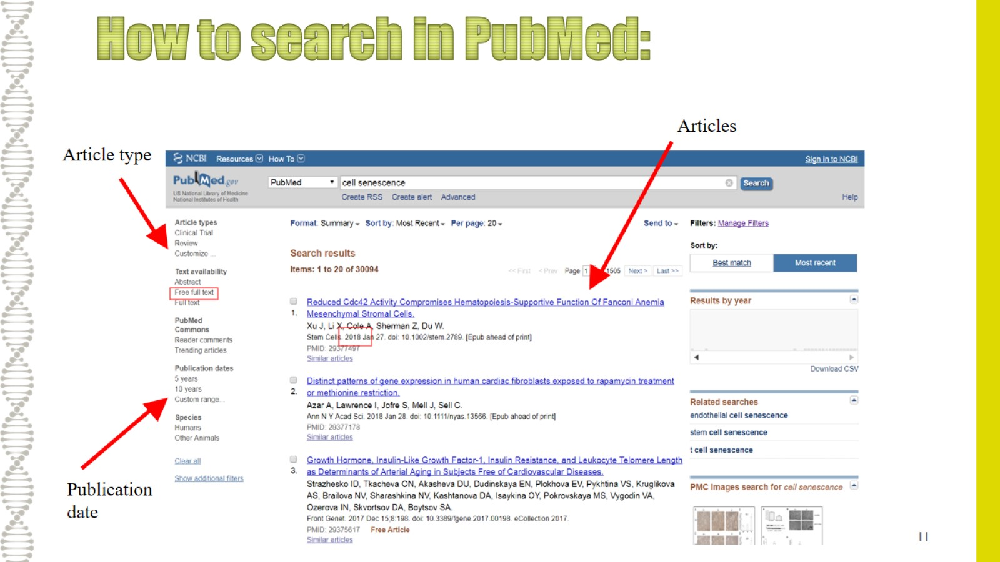 How to search in PubMed:
Articles
Article type
NCBI Resources How To Sign in to NCBI
PubMed.gov
US National Library of Medicine
National Institutes of Health
PubMed cell senescence Search
Create RSS Create alert Advanced Help
Article types
Clinical Trial
Review
Customize ...
Text availability
Abstract
Free full text
Full text
PubMed
Commons
Reader comments
Trending articles
Publication dates
5 years
10 years
Custom range...
Species
Humans
Other Animals
Clear all
Show additional filters
Publication
date
Format: Summary Sort by: Most Recent Per page: 20 Send to
Search results
Items: 1 to 20 of 30094
<< First < Prev Page 1 1505 Next > Last >>
Reduced Cdc42 Activity Compromises Hematopoiesis-Supportive Function Of Fanconi Anemia
1. Mesenchymal Stromal Cells.
Xu J, Li X, Cole A, Sherman Z, Du W.
Stem Cells. 2018 Jan 27. doi: 10.1002/stem.2789. [Epub ahead of print]
PMID: 29377497
Similar articles
Distinct patterns of gene expression in human cardiac fibroblasts exposed to rapamycin treatment
2. or methionine restriction.
Azar A, Lawrence I, Jofre S, Mell J, Sell C.
Ann N Y Acad Sci. 2018 Jan 28. doi: 10.1111/nyas.13566. [Epub ahead of print]
PMID: 29377178
Similar articles
Growth Hormone, Insulin-Like Growth Factor-1, Insulin Resistance, and Leukocyte Telomere Length
3. as Determinants of Arterial Aging in Subjects Free of Cardiovascular Diseases.
Strazhesko ID, Tkacheva ON, Akasheva DU, Dudinskaya EN, Plokhova EV, Pykhtina VS, Kruglikova
AS, Brailova NV, Sharashkina NV, Kashtanova DA, Isaykina OY, Pokrovskaya MS, Vygodin VA,
Ozerova IN, Skvortsov DA, Boytsov SA.
Front Genet. 2017 Dec 15;8:198. doi: 10.3389/fgene.2017.00198. eCollection 2017.
PMID: 29375617 Free Article
Similar articles
Filters: Manage Filters
Sort by:
Best match Most recent
Results by year
Download CSV
Related searches
endothelial cell senescence
stem cell senescence
t cell senescence
PMC Images search for cell senescence
11